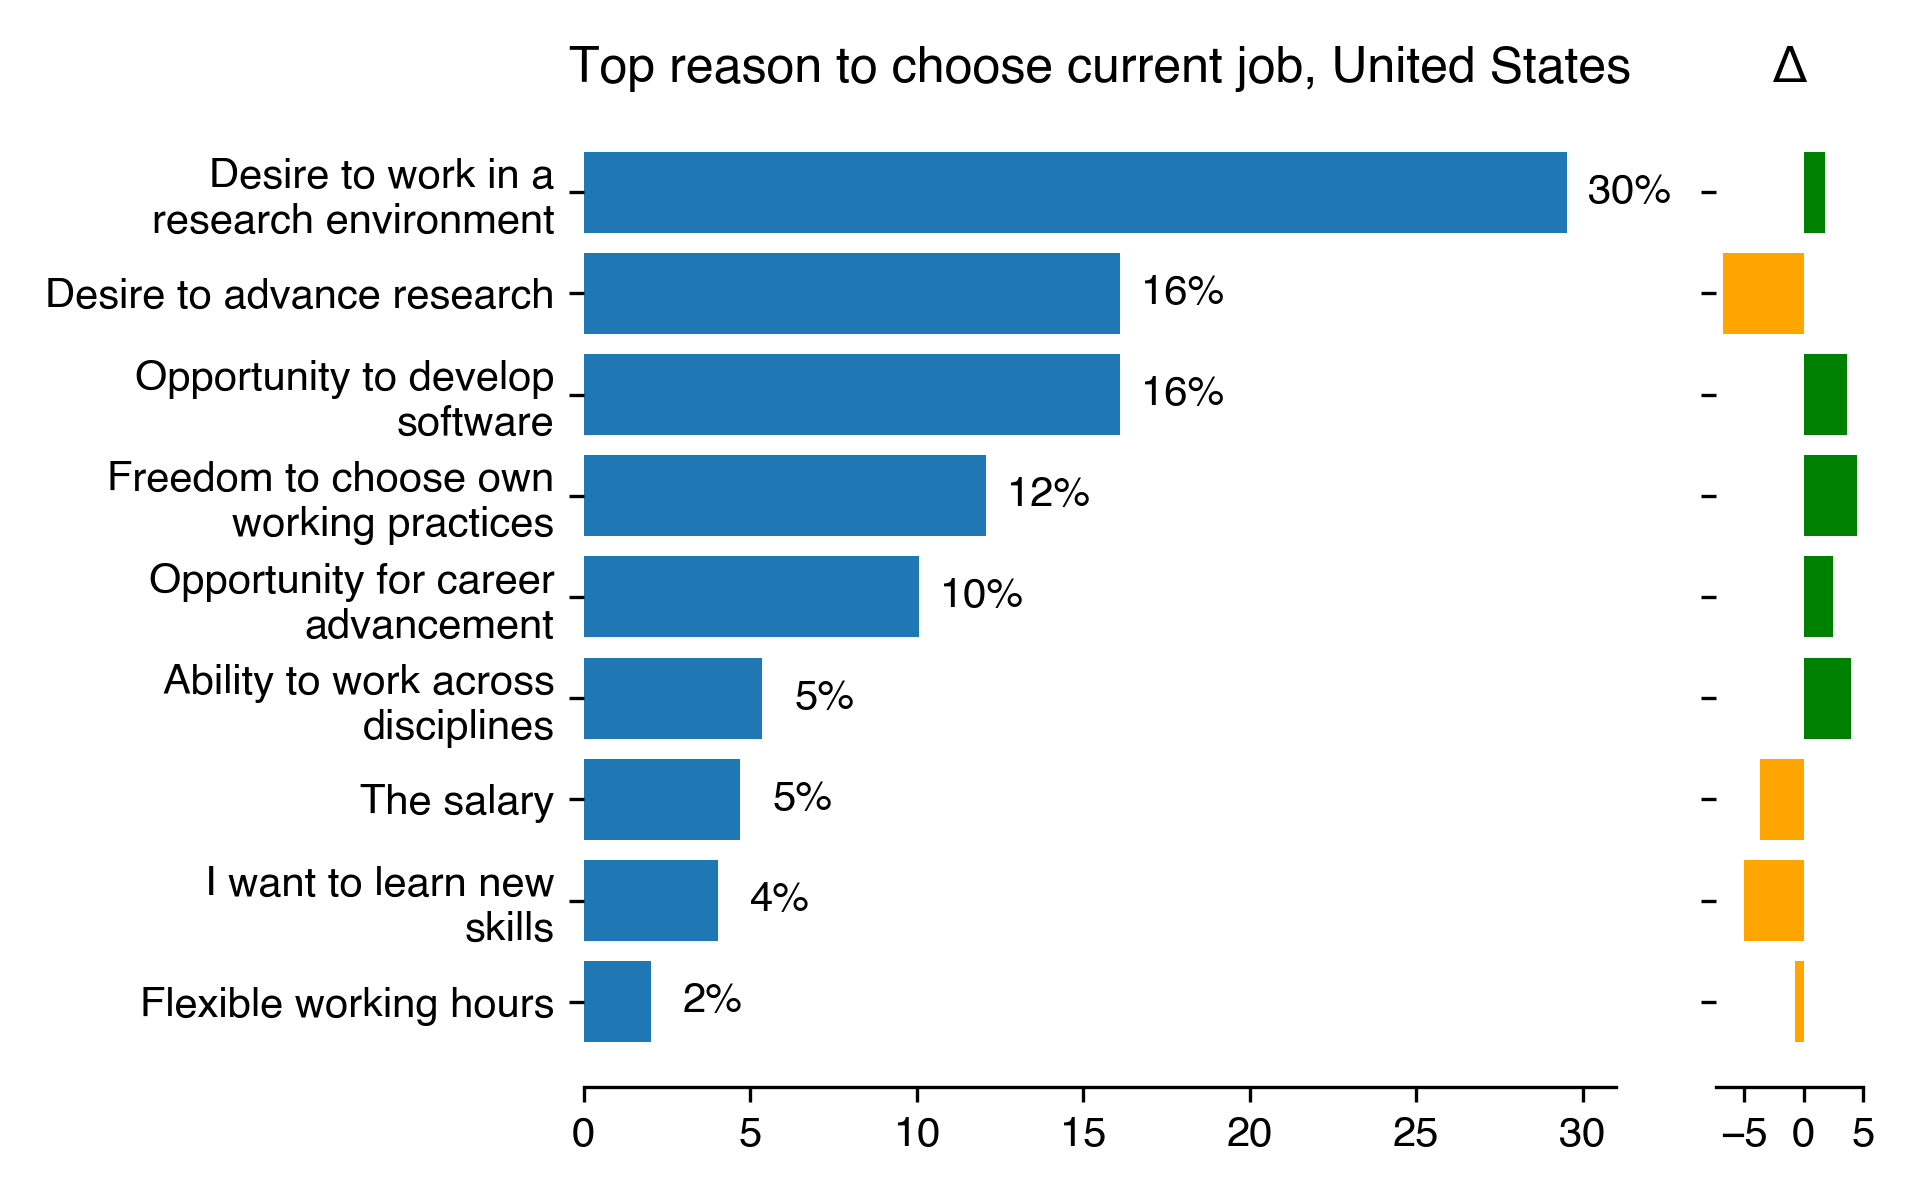 Top reason to choose current job, United States
Δ
Desire to work in a
research environment
30%
Desire to advance research
16%
Opportunity to develop
software
16%
Freedom to choose own
working practices
12%
Opportunity for career
advancement
10%
Ability to work across
disciplines
5%
The salary
5%
I want to learn new
skills
4%
Flexible working hours
2%
0 5 10 15 20 25 30
−5 0 5